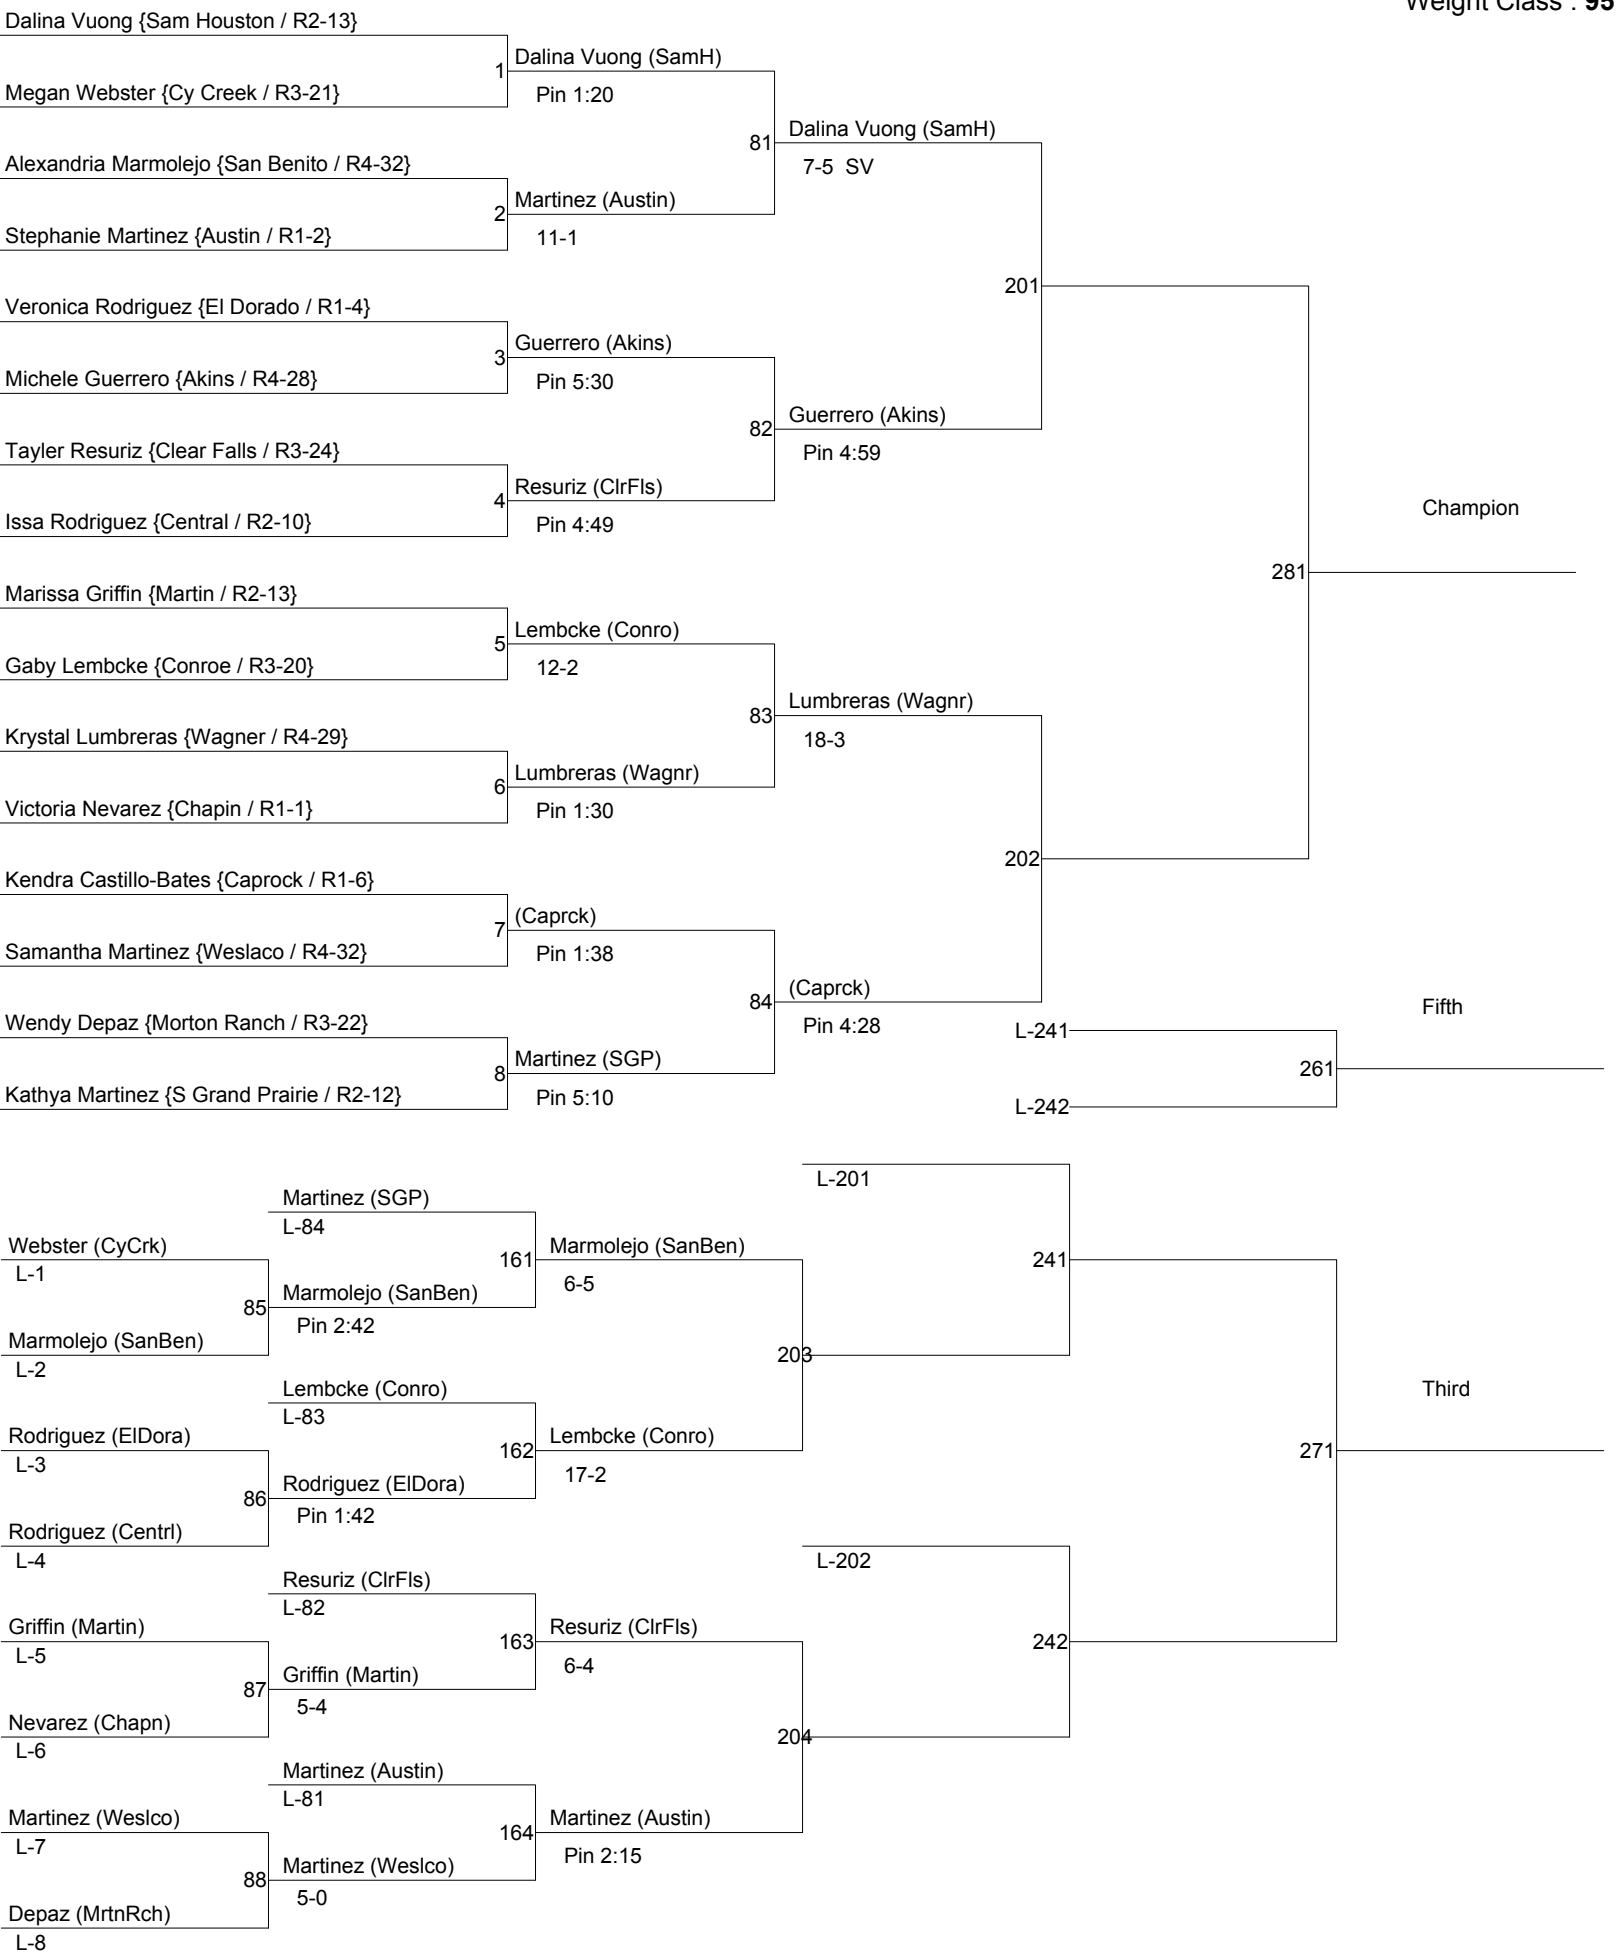 Weight Class : 95
Dalina Vuong {Sam Houston / R2-13}
1
Dalina Vuong (SamH)
Megan Webster {Cy Creek / R3-21}
Pin 1:20
81
Dalina Vuong (SamH)
7-5 SV
Alexandria Marmolejo {San Benito / R4-32}
2
Martinez (Austin)
Stephanie Martinez {Austin / R1-2}
11-1
201
Veronica Rodriguez {El Dorado / R1-4}
3
Guerrero (Akins)
Michele Guerrero {Akins / R4-28}
Pin 5:30
82
Guerrero (Akins)
Pin 4:59
Tayler Resuriz {Clear Falls / R3-24}
4
Resuriz (ClrFls)
Issa Rodriguez {Central / R2-10}
Pin 4:49
Champion
281
Marissa Griffin {Martin / R2-13}
5
Lembcke (Conro)
Gaby Lembcke {Conroe / R3-20}
12-2
83
Lumbreras (Wagnr)
18-3
Krystal Lumbreras {Wagner / R4-29}
6
Lumbreras (Wagnr)
Victoria Nevarez {Chapin / R1-1}
Pin 1:30
202
Kendra Castillo-Bates {Caprock / R1-6}
7
(Caprck)
Samantha Martinez {Weslaco / R4-32}
Pin 1:38
84
(Caprck)
Pin 4:28
Wendy Depaz {Morton Ranch / R3-22}
8
Martinez (SGP)
Kathya Martinez {S Grand Prairie / R2-12}
Pin 5:10
Fifth
L-241
261
L-242
L-201
Martinez (SGP)
L-84
Webster (CyCrk)
L-1
161
Marmolejo (SanBen)
6-5
241
85
Marmolejo (SanBen)
Pin 2:42
Marmolejo (SanBen)
L-2
203
Lembcke (Conro)
L-83
Third
Rodriguez (ElDora)
L-3
162
Lembcke (Conro)
17-2
271
86
Rodriguez (ElDora)
Pin 1:42
Rodriguez (Centrl)
L-4
L-202
Resuriz (ClrFls)
L-82
Griffin (Martin)
L-5
163
Resuriz (ClrFls)
6-4
242
87
Griffin (Martin)
5-4
Nevarez (Chapn)
L-6
204
Martinez (Austin)
L-81
Martinez (Weslco)
L-7
164
Martinez (Austin)
Pin 2:15
88
Martinez (Weslco)
5-0
Depaz (MrtnRch)
L-8